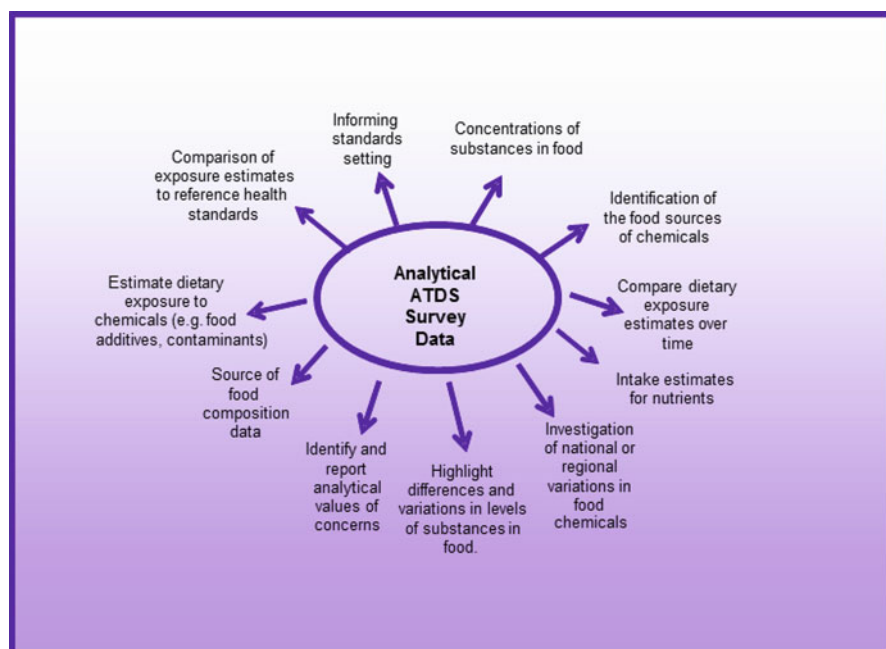 Informing
standards
setting
Concentrations of
substances in food
Comparison of
exposure estimates
to reference health
standards
Identification of
the food sources
of chemicals
Analytical
ATDS
Survey
Data
Estimate dietary
exposure to
chemicals (e.g. food
additives, contaminants)
Compare dietary
exposure
estimates over
time
Source of
food
composition
data
Intake estimates
for nutrients
Identify and
report
analytical
values of
concerns
Highlight
differences and
variations in levels
of substances in
food.
Investigation
of national or
regional
variations in
food
chemicals